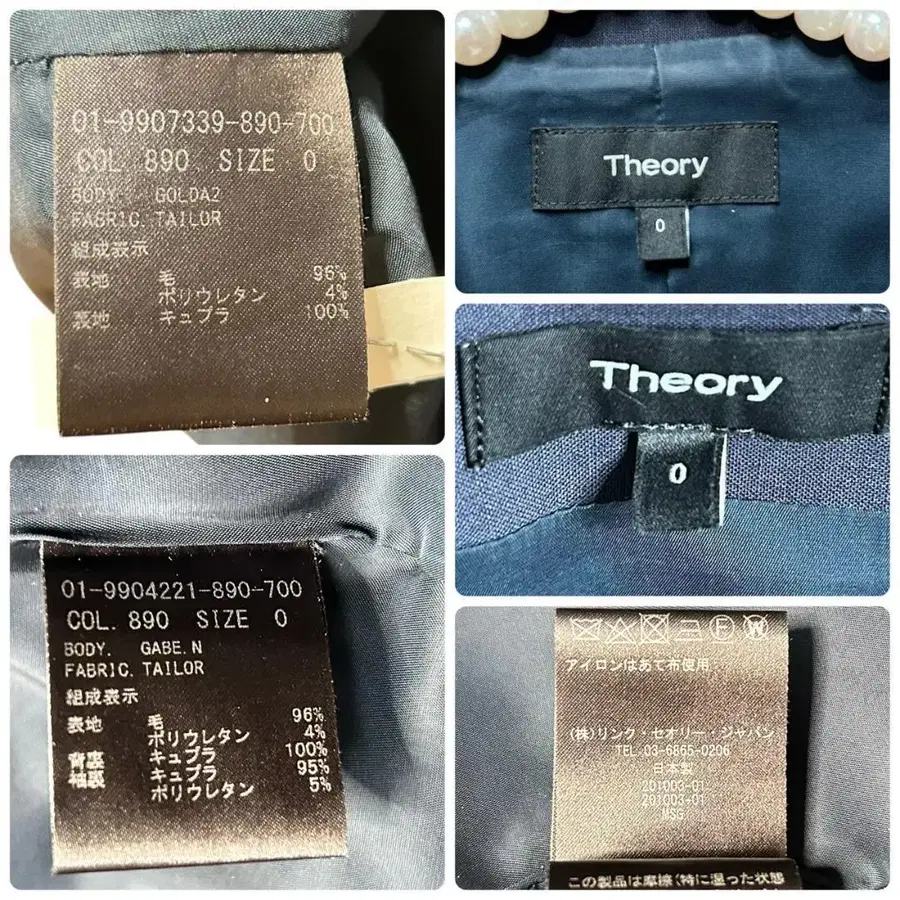 01-9907339-890-700
COL. 890 SIZE 0
BODY. GOLDA2
FABRIC. TAILOR
組成表示
表地 毛 96%
ポリウレタン 4%
裏地 キュプラ 100%
Theory
0
Theory
0
01-9904221-890-700
COL. 890 SIZE 0
BODY. GABE.N
FABRIC. TAILOR
組成表示
表地 毛 96%
ポリウレタン 4%
背裏 キュプラ 100%
袖裏 キュプラ 95%
ポリウレタン 5%
アイロンはあて布使用
(株)リンク・セオリー・ジャパン
TEL 03-6865-0206
日本製
201003-01
201003+01
MSG
この製品は摩擦(特に湿った状態